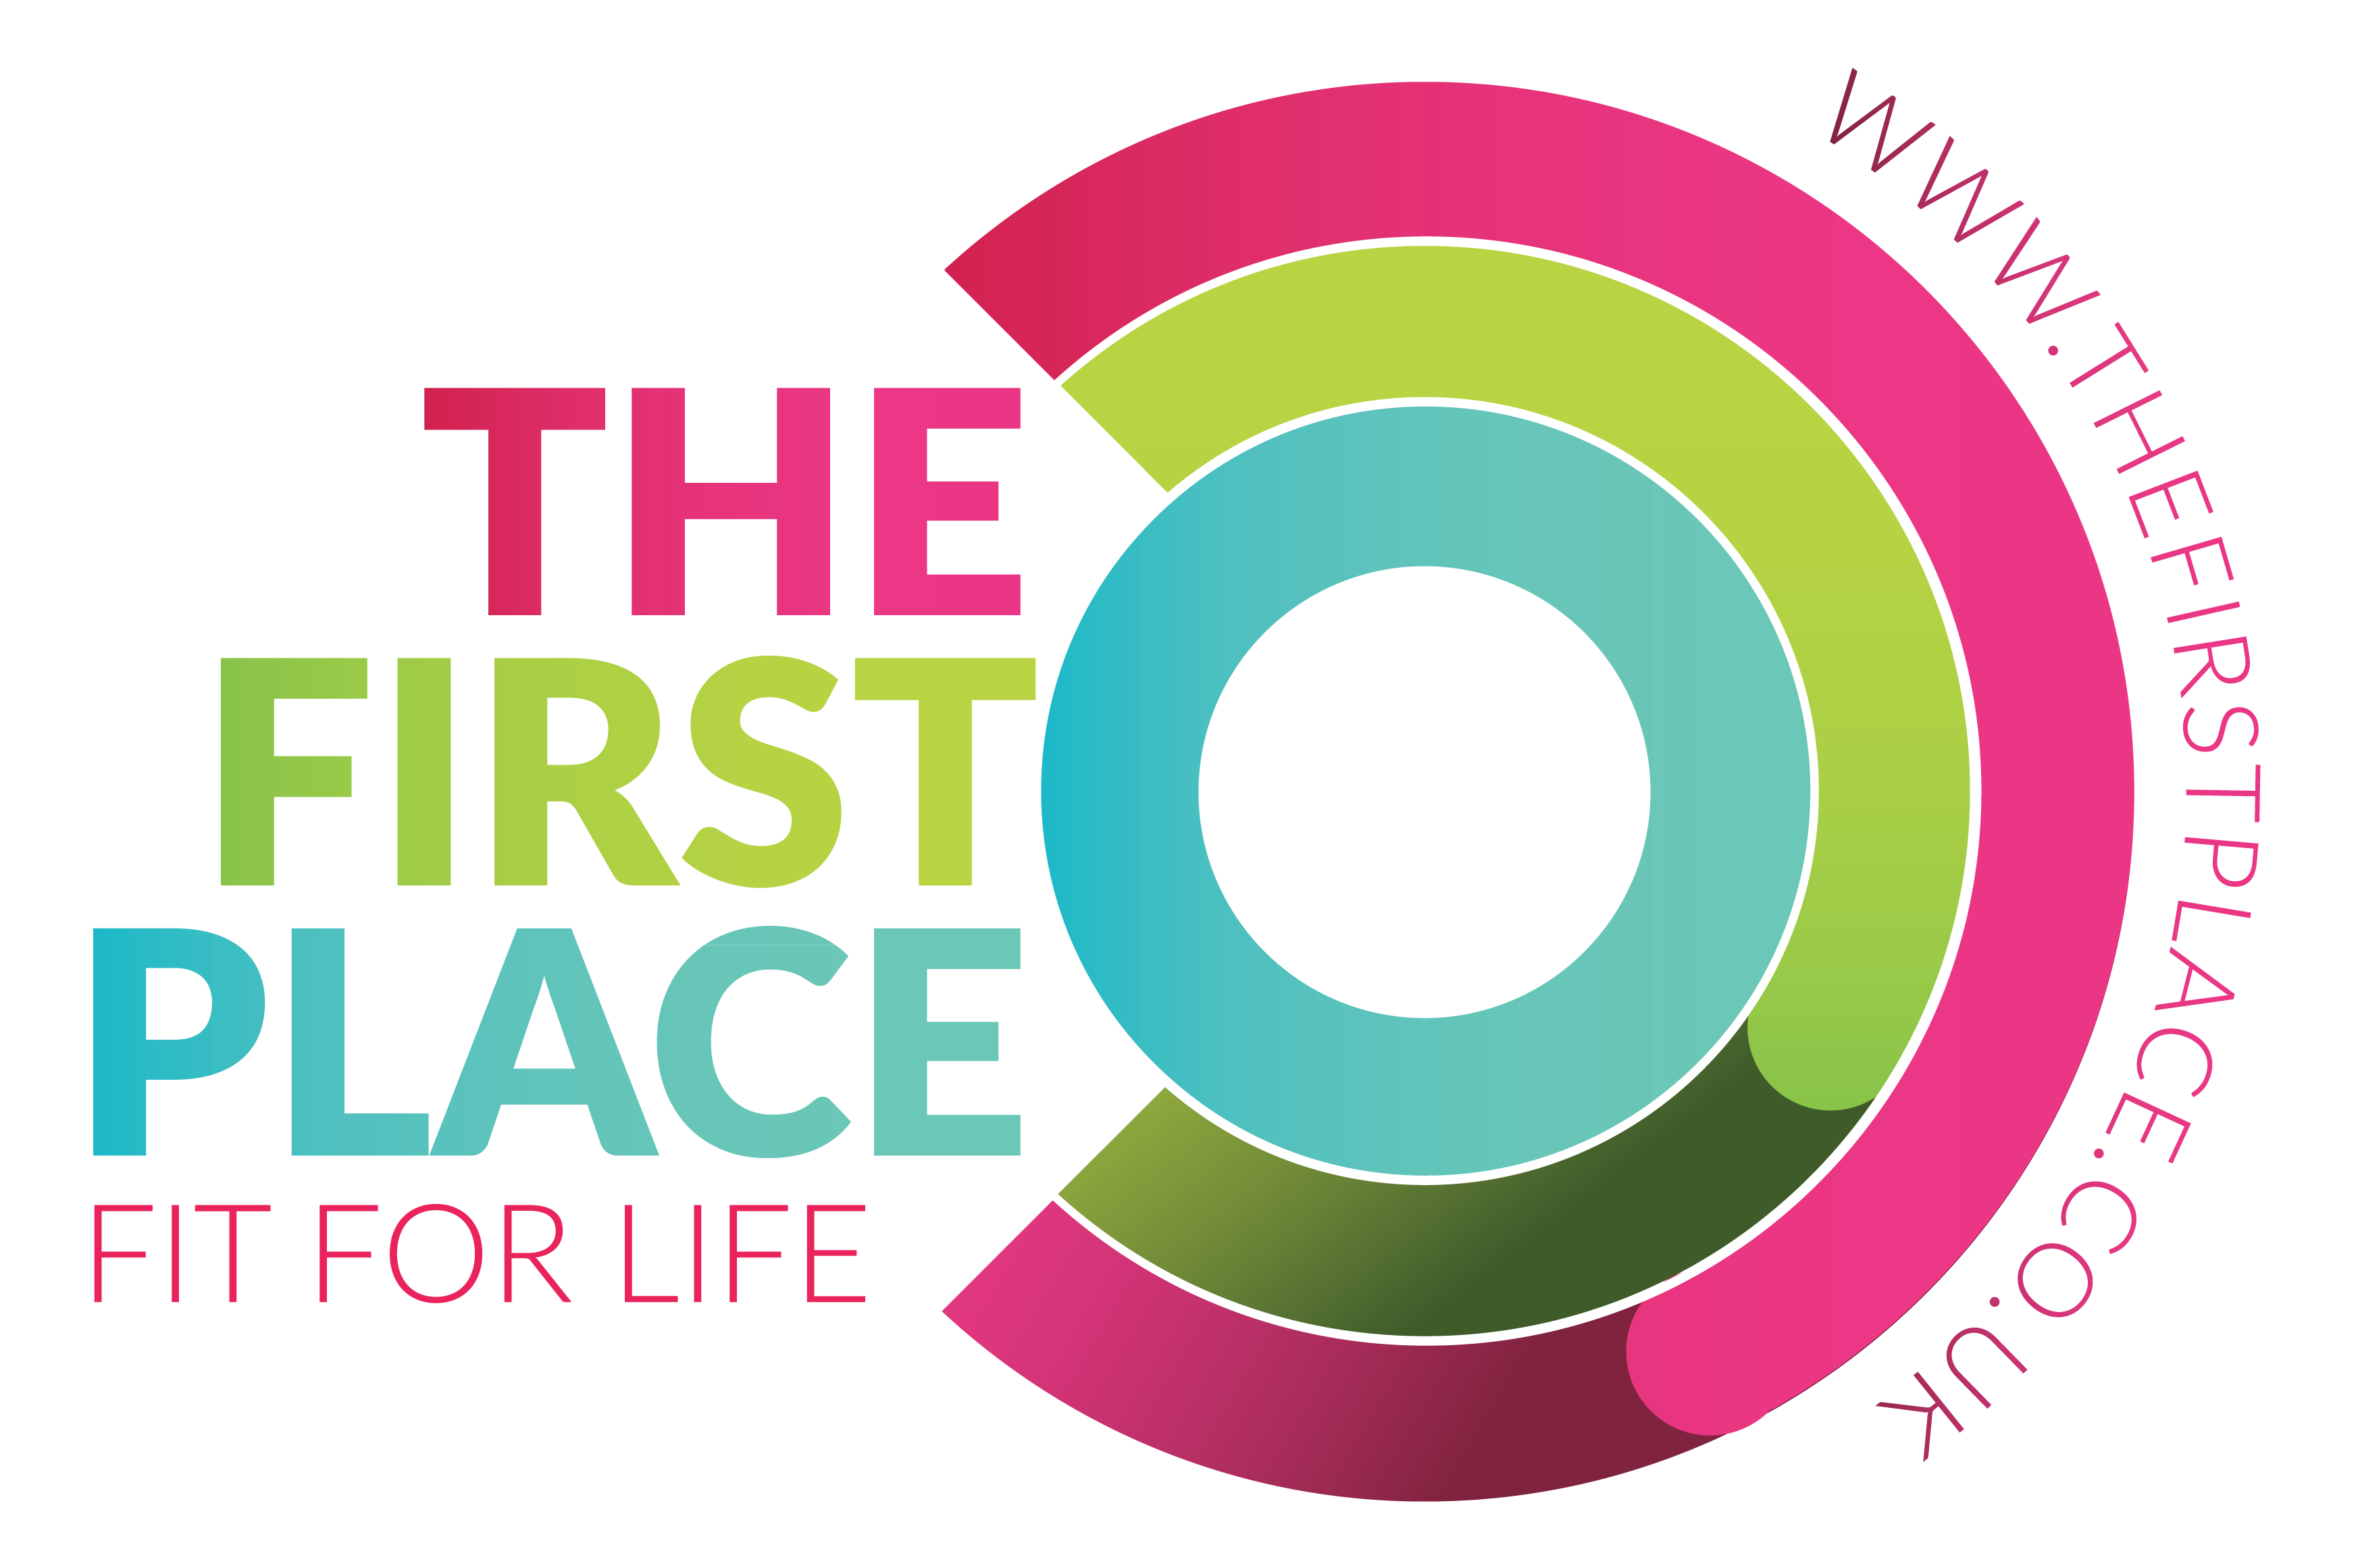 THE
FIRST
PLACE
FIT FOR LIFE
WWW.THEFIRSTPLACE.CO.UK